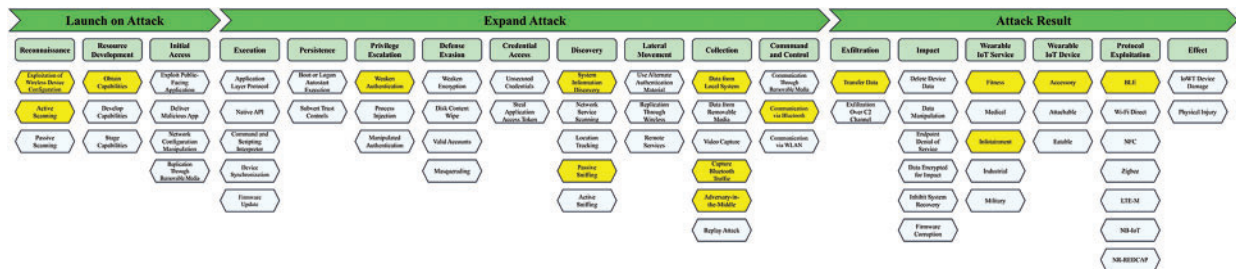 Launch on Attack
Expand Attack
Attack Result
Reconnaissance
Exploitation of
Wireless Device
Configuration
Active
Scanning
Passive
Scanning
Resource
Development
Obtain
Capabilities
Develop
Capabilities
Stage
Capabilities
Initial
Access
Exploit Public-
Facing
Application
Deliver
Malicious App
Network
Configuration
Manipulation
Replication
Through
Removable Media
Execution
Application
Layer Protocol
Native API
Command and
Scripting
Interpreter
Device
Synchronization
Firmware
Update
Persistence
Boot or Logon
Autostart
Execution
Subvert Trust
Controls
Privilege
Escalation
Weaken
Authentication
Process
Injection
Manipulated
Authentication
Defense
Evasion
Weaken
Encryption
Disk Content
Wipe
Valid Accounts
Masquerading
Credential
Access
Unsecured
Credentials
Steal
Application
Access Token
Discovery
System
Information
Discovery
Network
Service
Scanning
Location
Tracking
Passive
Sniffing
Active
Sniffing
Lateral
Movement
Use Alternate
Authentication
Material
Replication
Through
Wireless
Remote
Services
Collection
Data from
Local System
Data from
Removable
Media
Video Capture
Capture
Bluetooth
Traffic
Adversary-in-
the-Middle
Replay Attack
Command
and Control
Communication
Through
Removable Media
Communication
via Bluetooth
Communication
via WLAN
Exfiltration
Transfer Data
Exfiltration
Over C2
Channel
Impact
Delete Device
Data
Data
Manipulation
Endpoint
Denial of
Service
Data Encrypted
for Impact
Inhibit System
Recovery
Firmware
Corruption
Wearable
IoT Service
Fitness
Medical
Infotainment
Industrial
Military
Wearable
IoT Device
Accessory
Attachable
Eatable
Protocol
Exploitation
BLE
Wi-Fi Direct
NFC
Zigbee
LTE-M
NB-IoT
NR-REDCAP
Effect
IoWT Device
Damage
Physical Injury